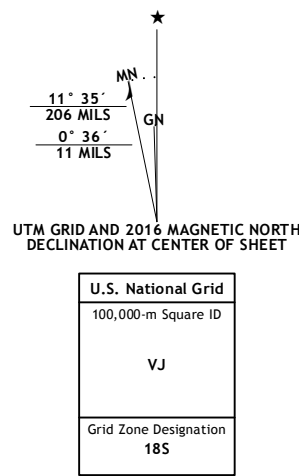 ★
MN
11° 35´
206 MILS
GN
0° 36´
11 MILS
UTM GRID AND 2016 MAGNETIC NORTH
DECLINATION AT CENTER OF SHEET
U.S. National Grid
100,000-m Square ID
VJ
Grid Zone Designation
18S